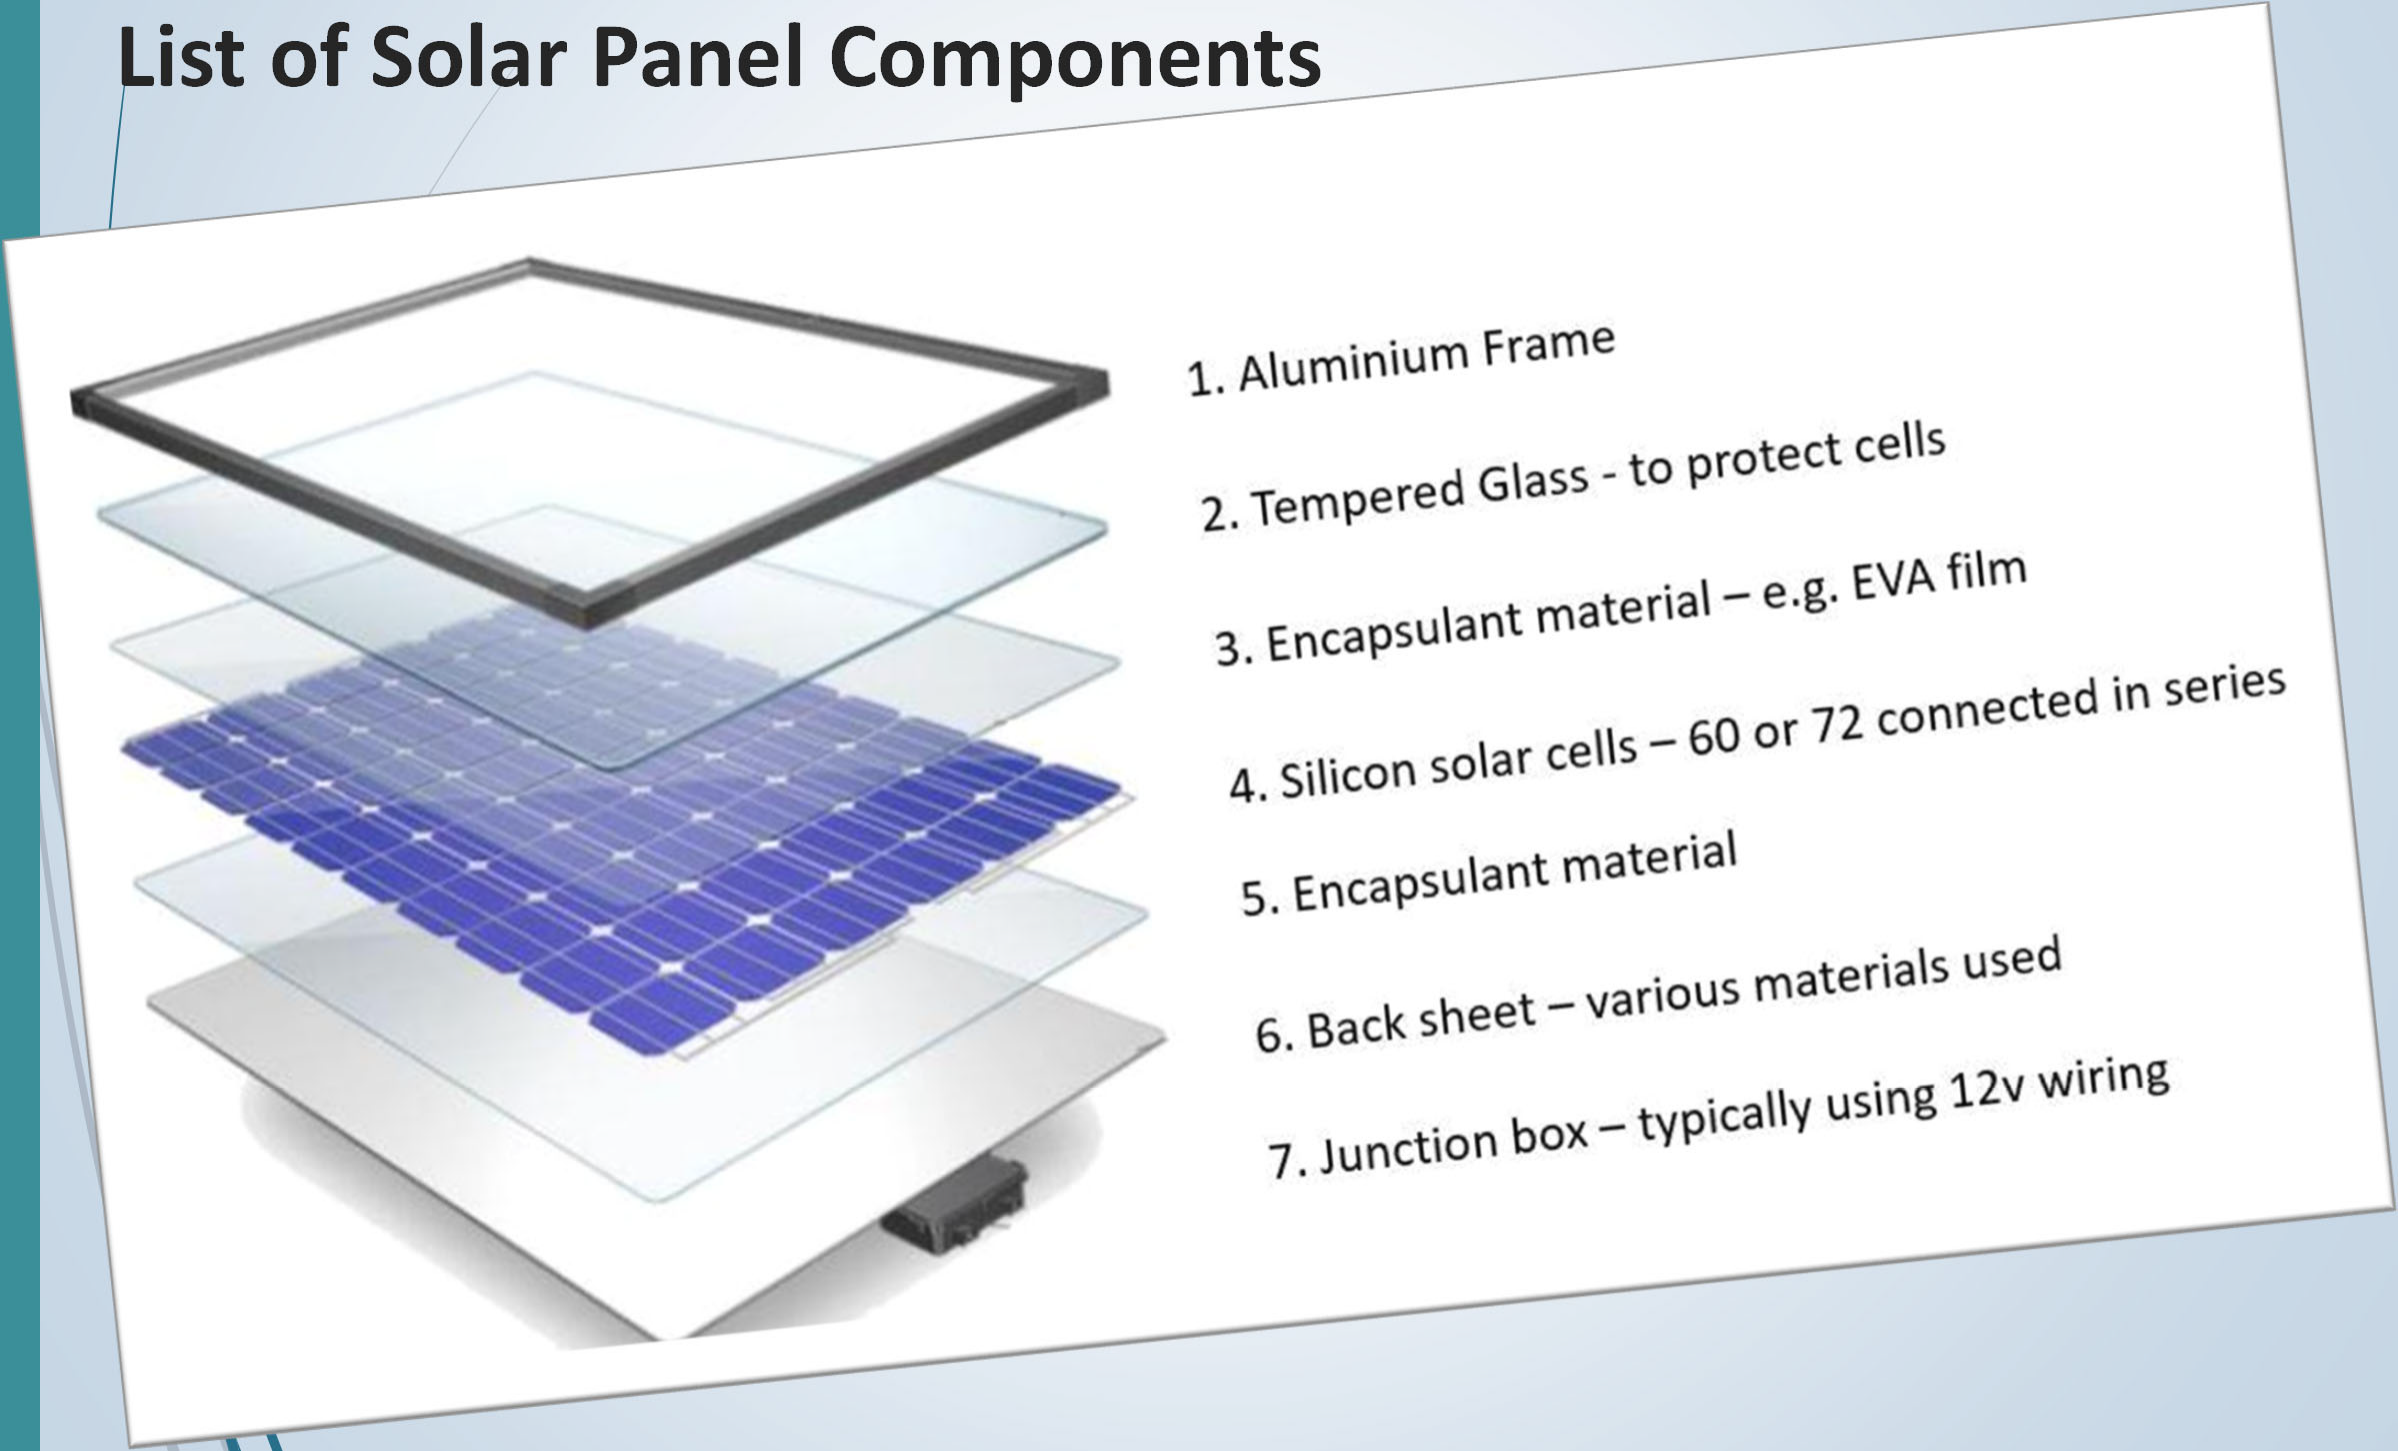 List of Solar Panel Components
1. Aluminium Frame
2. Tempered Glass - to protect cells
3. Encapsulant material – e.g. EVA film
4. Silicon solar cells – 60 or 72 connected in series
5. Encapsulant material
6. Back sheet – various materials used
7. Junction box – typically using 12v wiring